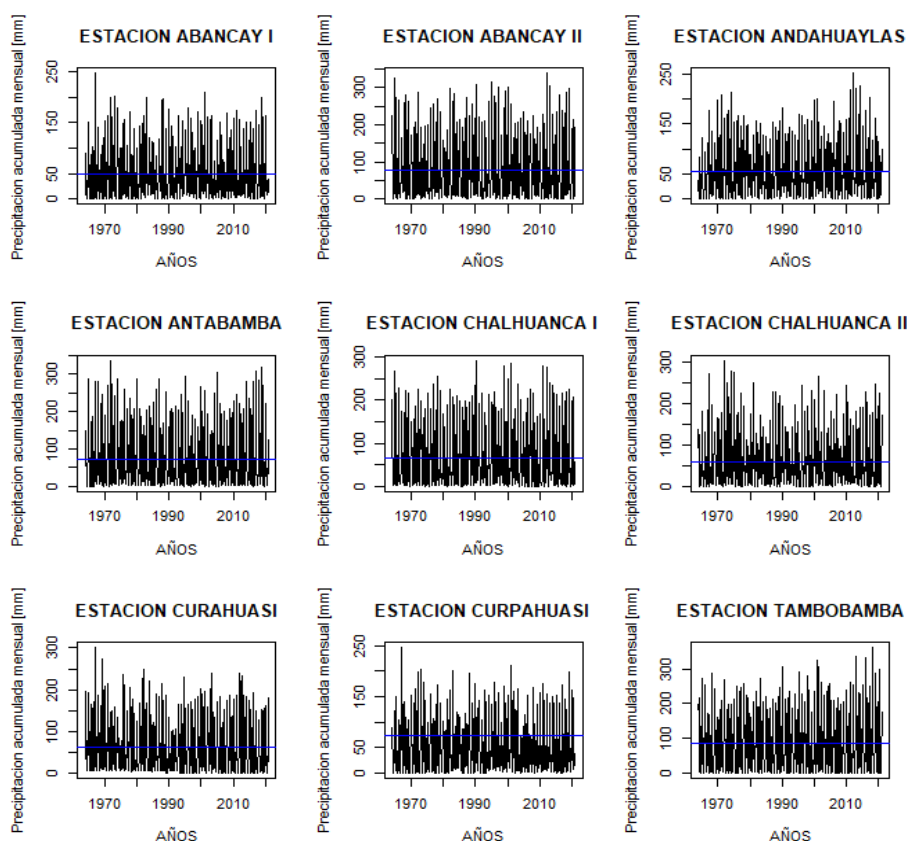 ESTACION ABANCAY I
Precipitacion acumulada mensual [mm]
0 50 150 250
1970 1990 2010
AÑOS
ESTACION ABANCAY II
Precipitacion acumulada mensual [mm]
0 100 200 300
1970 1990 2010
AÑOS
ESTACION ANDAHUAYLAS
Precipitacion acumulada mensual [mm]
0 50 150 250
1970 1990 2010
AÑOS
ESTACION ANTABAMBA
Precipitacion acumulada mensual [mm]
0 100 200 300
1970 1990 2010
AÑOS
ESTACION CHALHUANCA I
Precipitacion acumulada mensual [mm]
0 100 200 300
1970 1990 2010
AÑOS
ESTACION CHALHUANCA II
Precipitacion acumulada mensual [mm]
0 100 200 300
1970 1990 2010
AÑOS
ESTACION CURAHUASI
Precipitacion acumulada mensual [mm]
0 100 200 300
1970 1990 2010
AÑOS
ESTACION CURPAHUASI
Precipitacion acumulada mensual [mm]
0 50 150 250
1970 1990 2010
AÑOS
ESTACION TAMBOBAMBA
Precipitacion acumulada mensual [mm]
0 100 200 300
1970 1990 2010
AÑOS